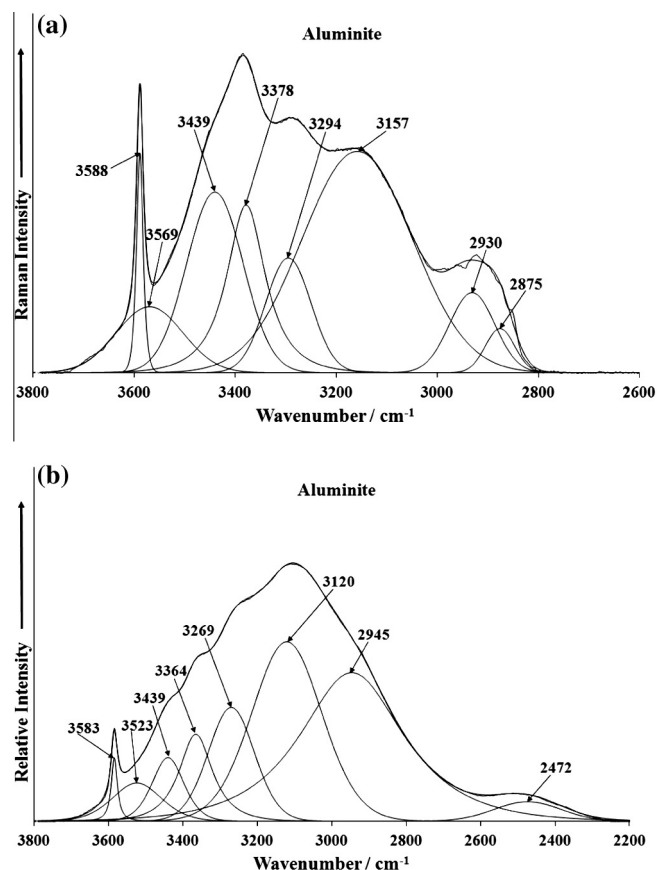 (a)
Aluminite
3378
3439
3294
3157
3588
3569
2930
2875
Raman Intensity
3800 3600 3400 3200 3000 2800 2600
Wavenumber / cm-1
(b)
Aluminite
3120
3269
2945
3364
3439
3583
3523
2472
Relative Intensity
3800 3600 3400 3200 3000 2800 2600 2400 2200
Wavenumber / cm-1